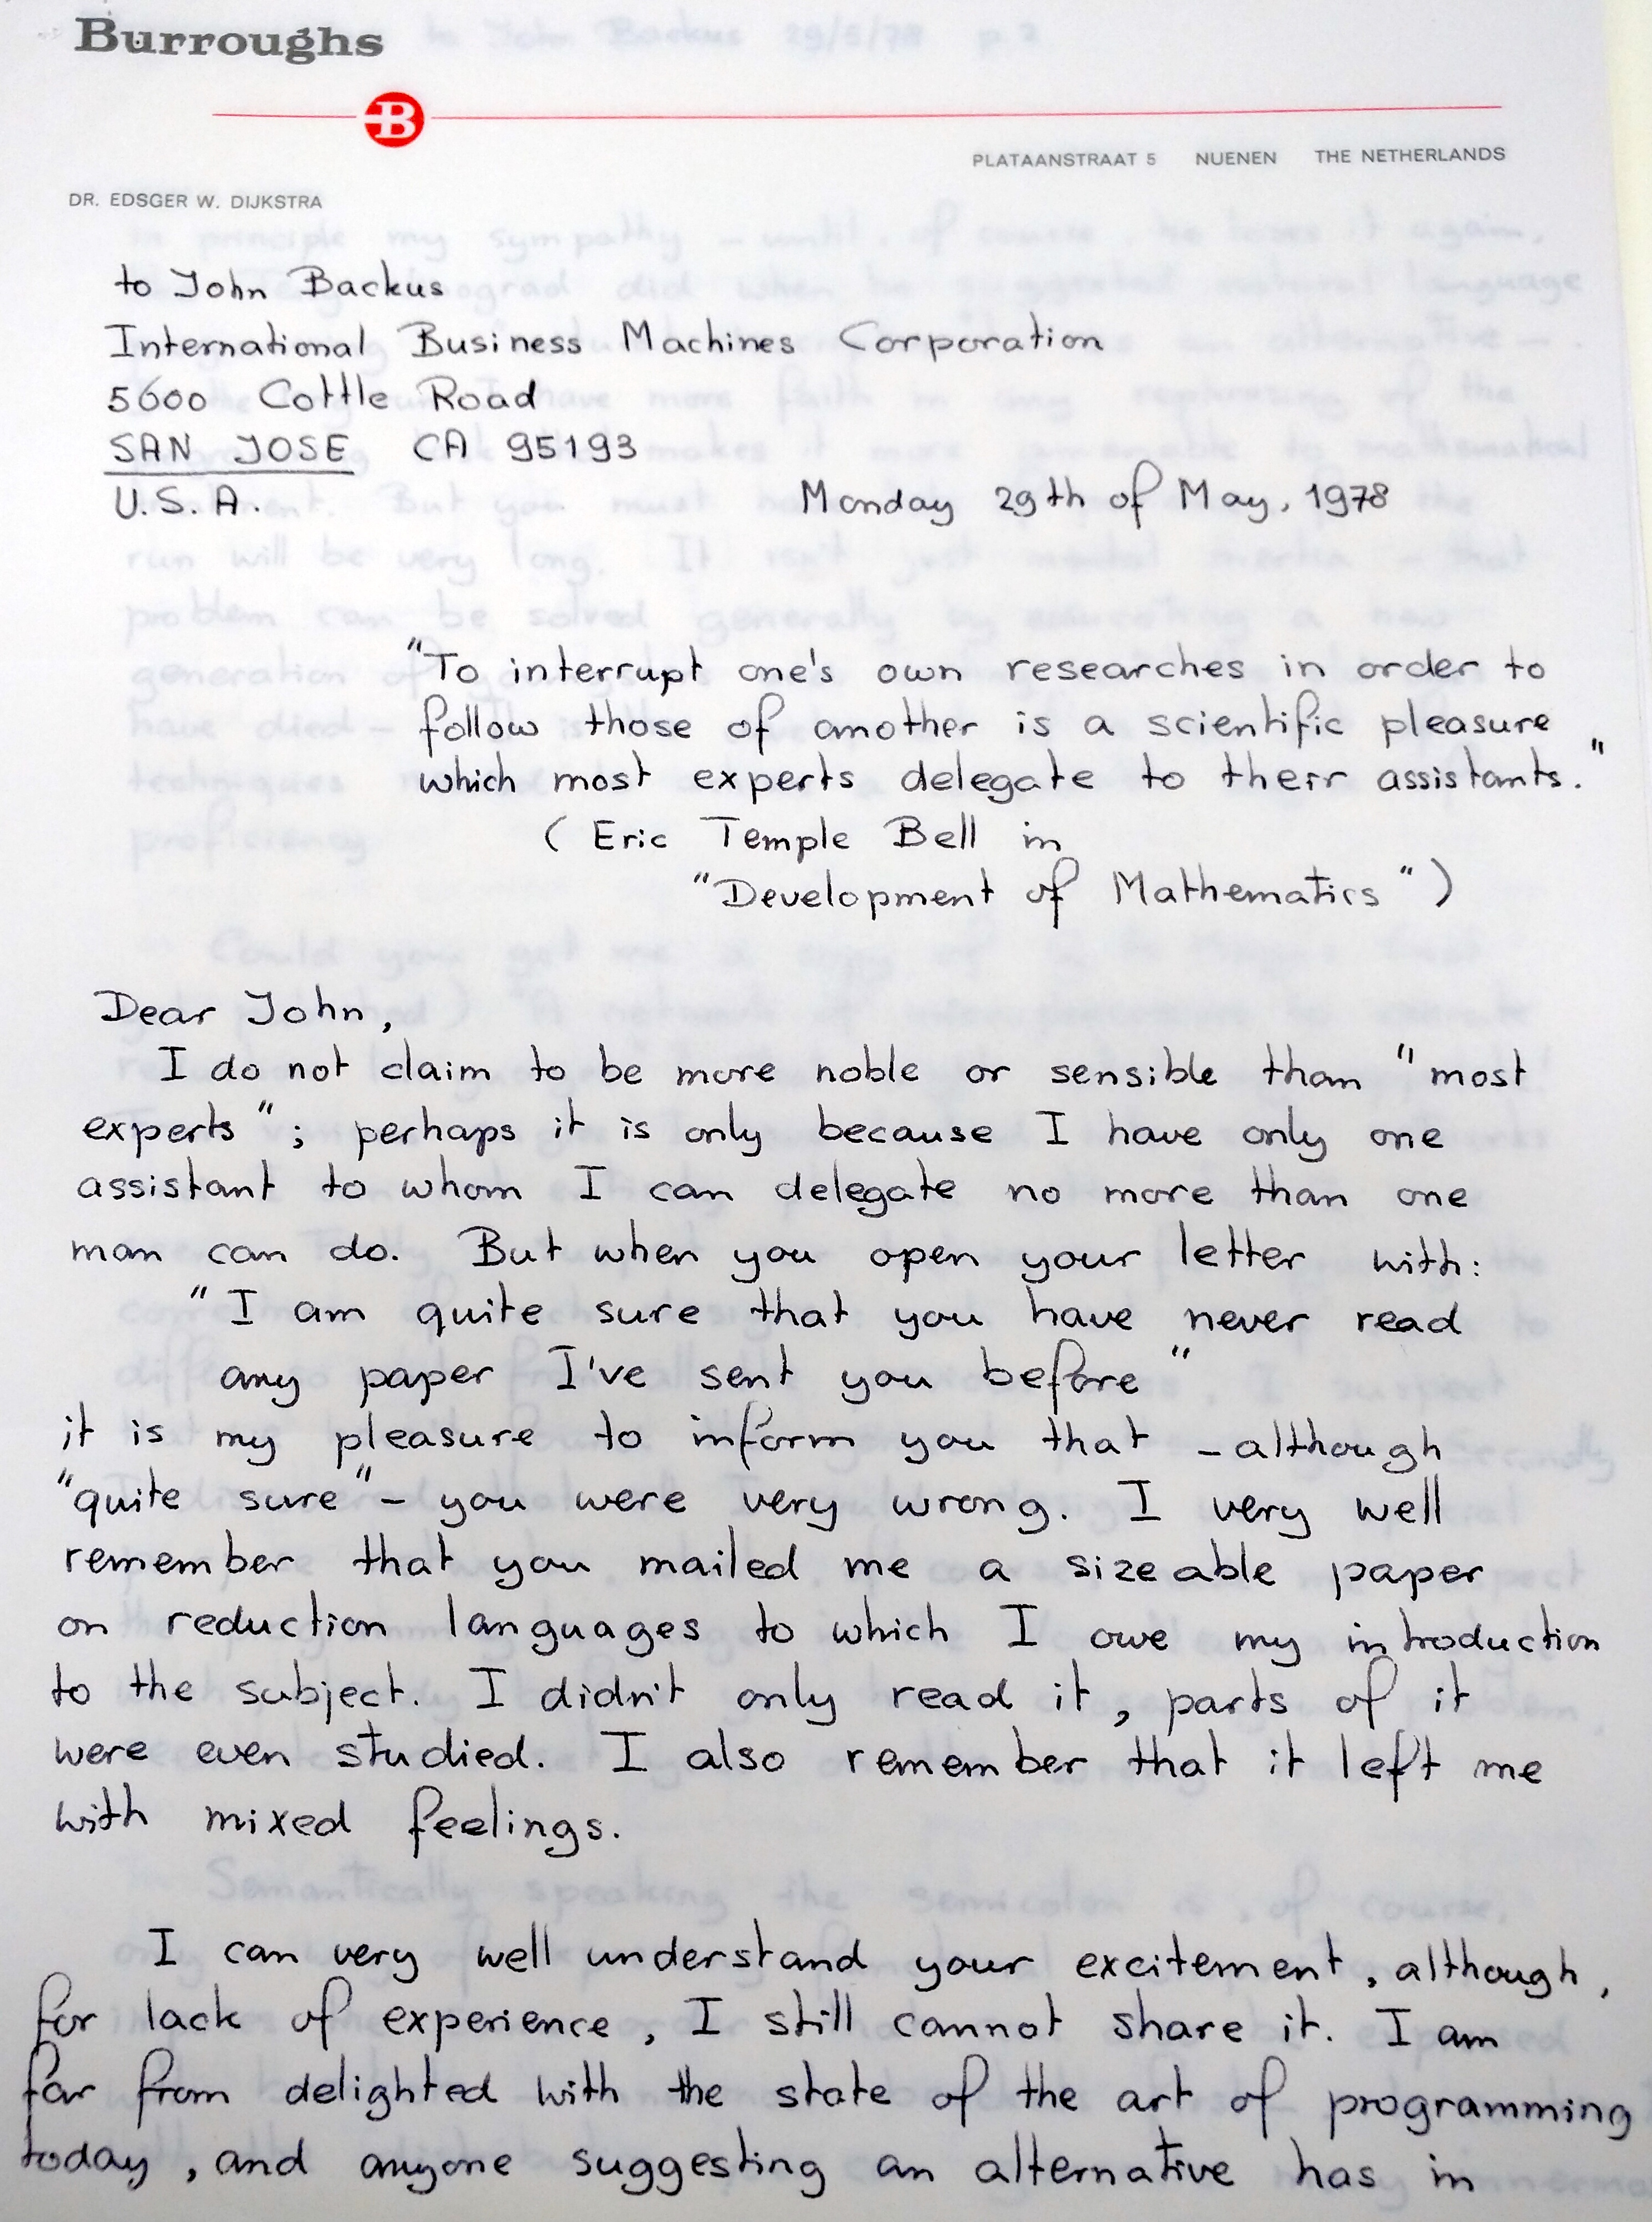 Burroughs
B
PLATAANSTRAAT 5 NUENEN THE NETHERLANDS
DR. EDSGER W. DIJKSTRA
to John Backus
International Business Machines Corporation
5600 Cottle Road
SAN JOSE CA 95193
U.S.A.
Monday 29th of May, 1978
"To interrupt one's own researches in order to
follow those of another is a scientific pleasure
which most experts delegate to their assistants."
(Eric Temple Bell in
"Development of Mathematics")
Dear John,
I do not claim to be more noble or sensible than "most
experts"; perhaps it is only because I have only one
assistant to whom I can delegate no more than one
man can do. But when you open your letter with:
"I am quite sure that you have never read
any paper I've sent you before"
it is my pleasure to inform you that -although
"quite sure"- you were very wrong. I very well
remember that you mailed me a sizeable paper
on reduction languages to which I owe my introduction
to the subject. I didn't only read it, parts of it
were even studied. I also remember that it left me
with mixed feelings.
I can very well understand your excitement, although,
for lack of experience, I still cannot share it. I am
far from delighted with the state of the art of programming
today, and anyone suggesting an alternative has in